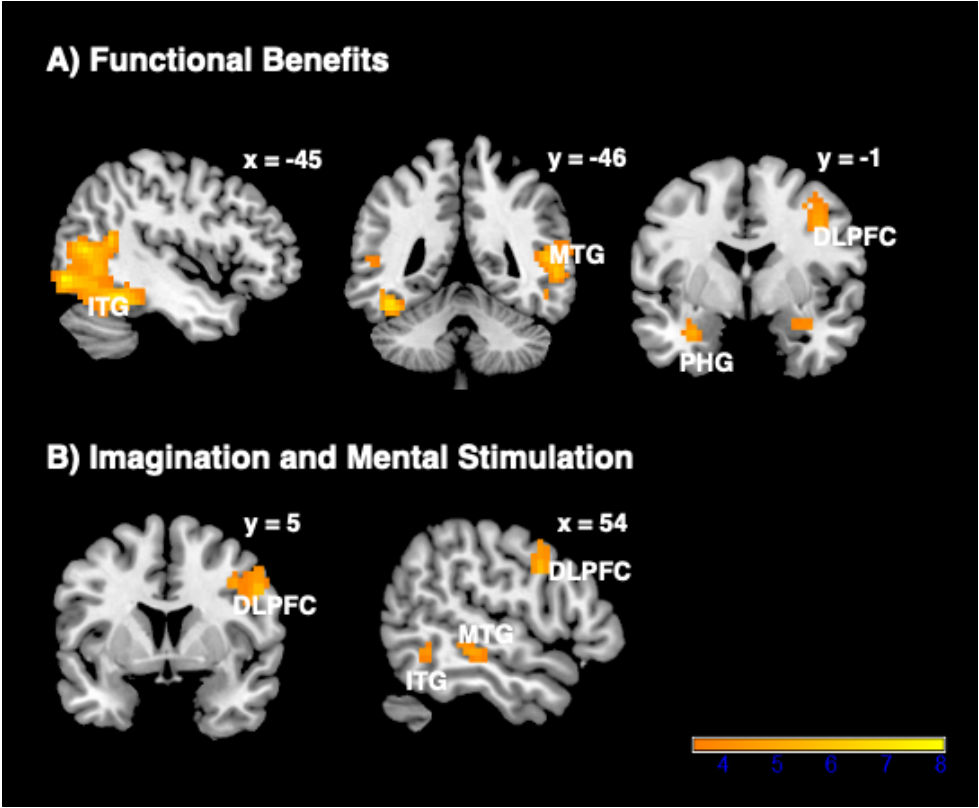 A) Functional Benefits
x = -45
y = -46
y = -1
DLPFC
MTG
ITG
PHG
B) Imagination and Mental Stimulation
y = 5
x = 54
DLPFC
DLPFC
MTG
ITG
4 5 6 7 8